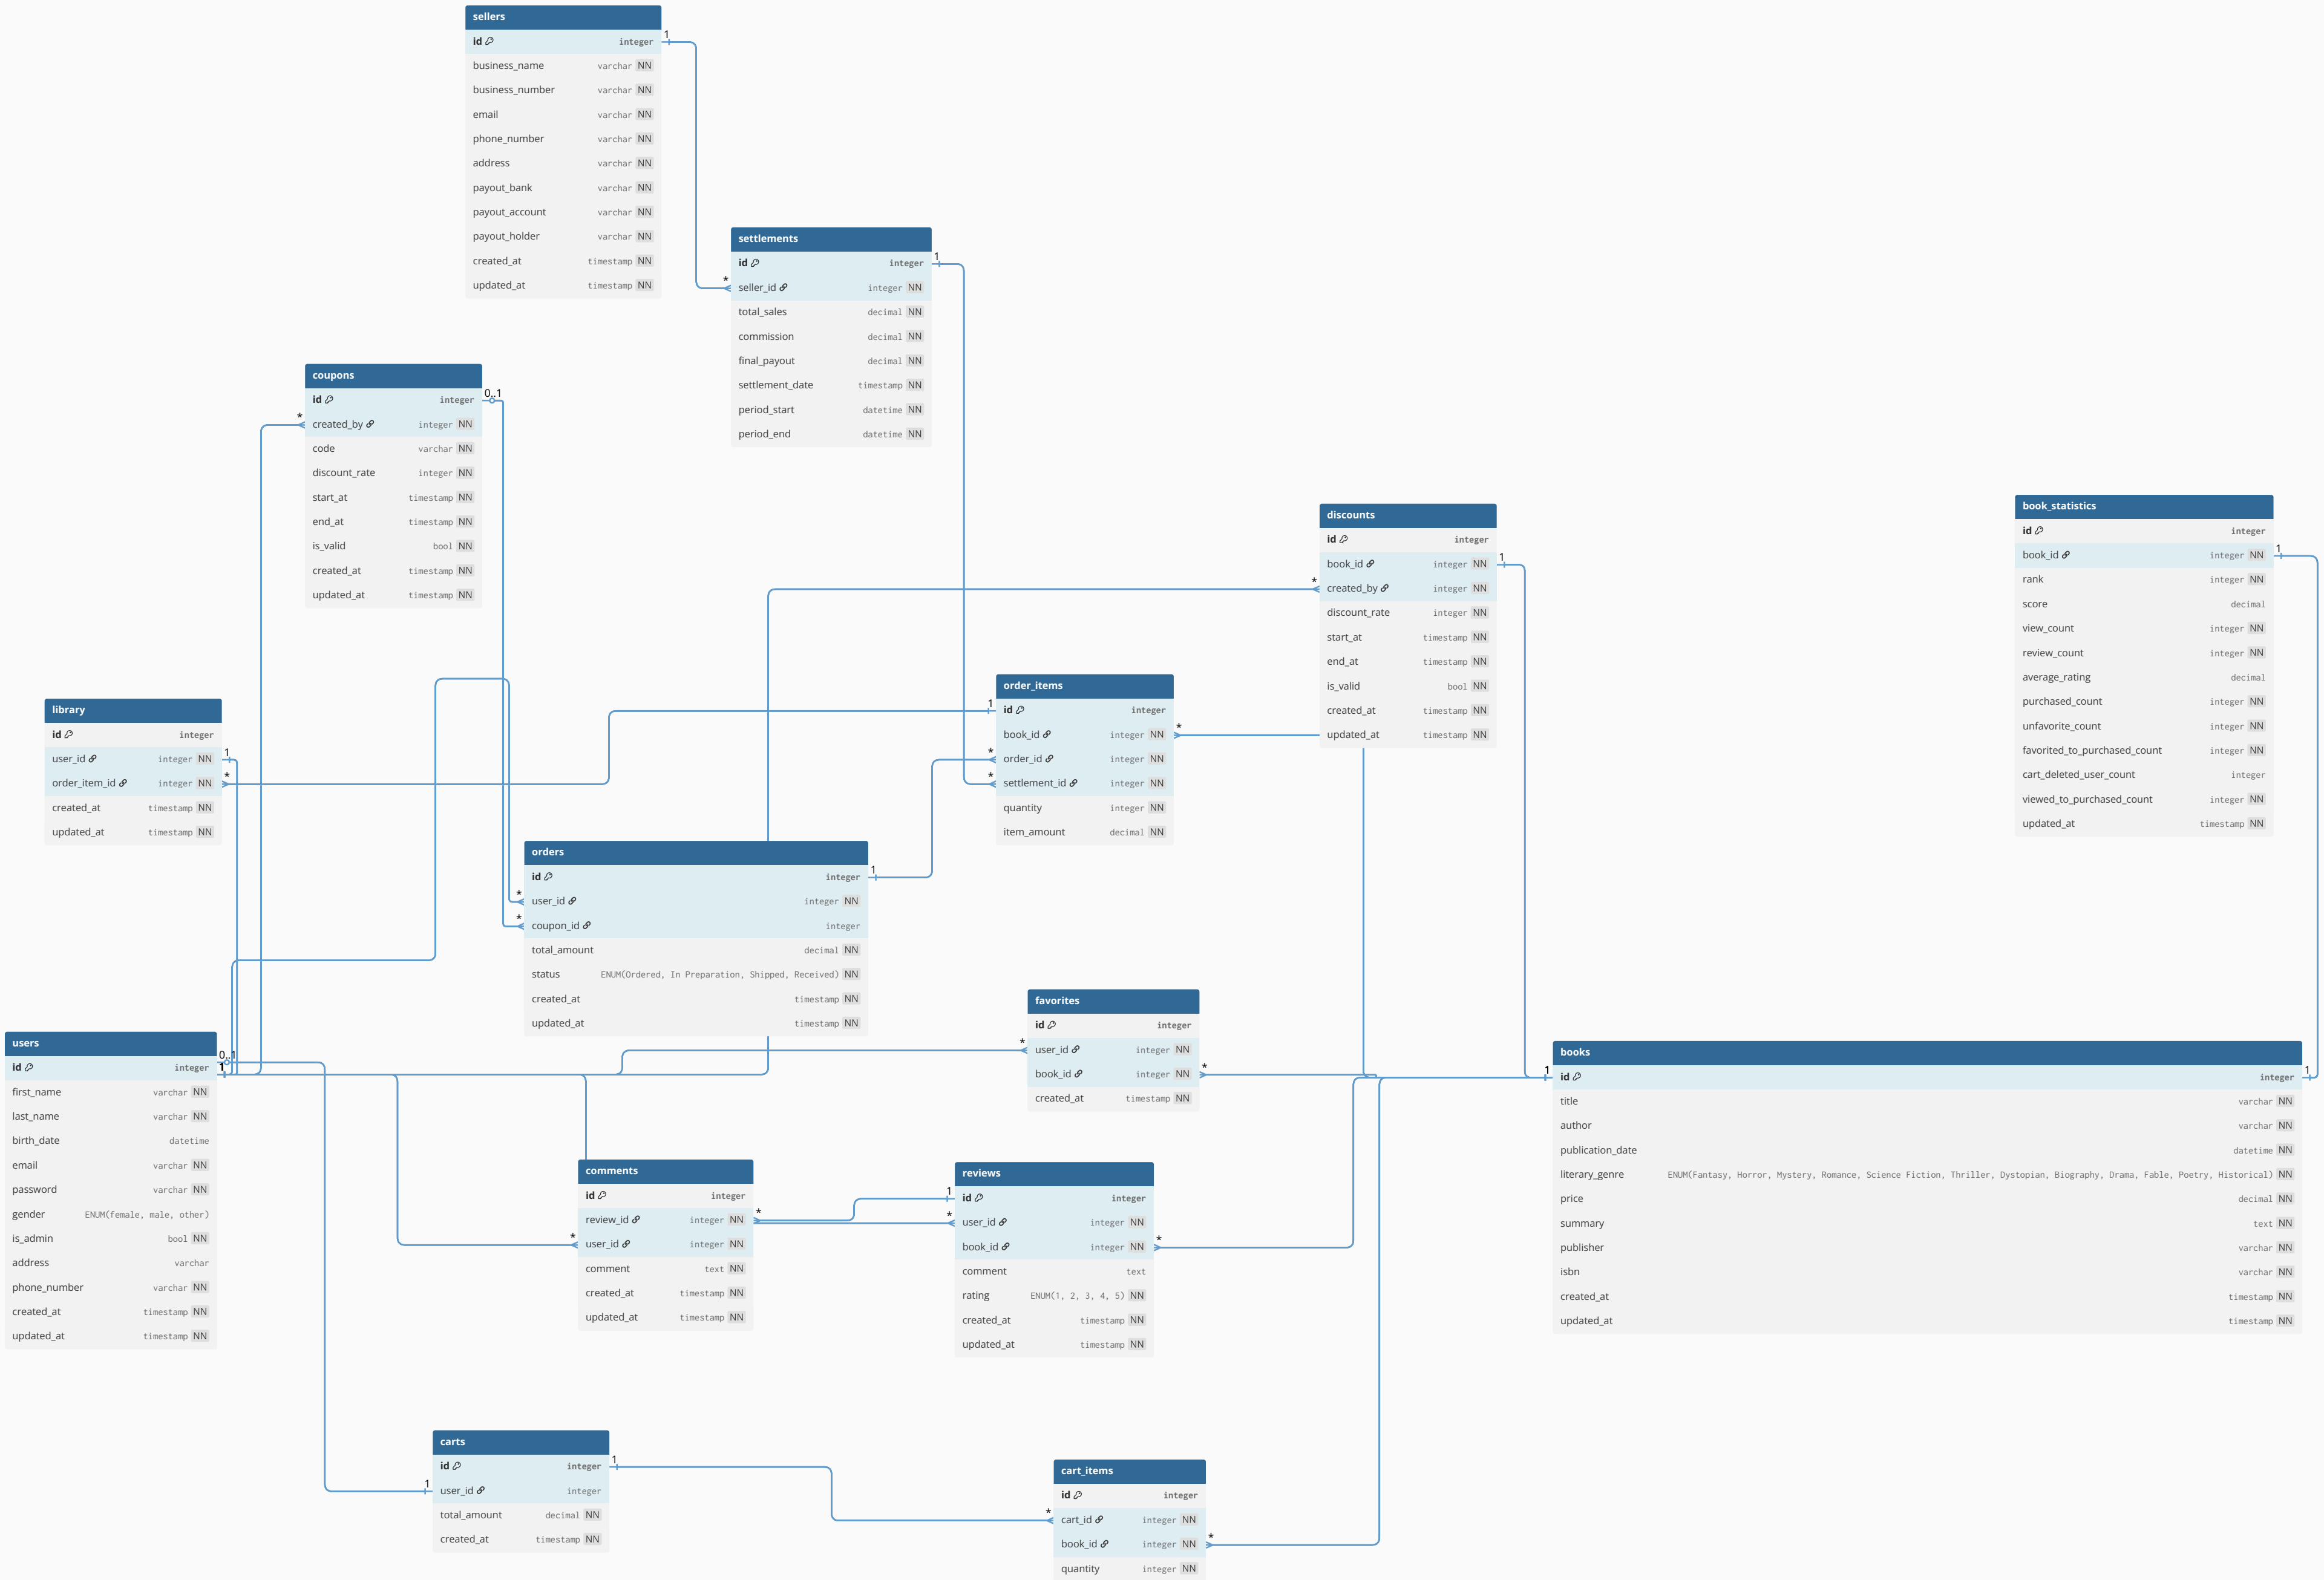 sellers
id integer
business_name varchar NN
business_number varchar NN
email varchar NN
phone_number varchar NN
address varchar NN
payout_bank varchar NN
payout_account varchar NN
payout_holder varchar NN
created_at timestamp NN
updated_at timestamp NN
1
*
settlements
id integer
seller_id integer NN
total_sales decimal NN
commission decimal NN
final_payout decimal NN
settlement_date timestamp NN
period_start datetime NN
period_end datetime NN
1
*
coupons
id integer
created_by integer NN
code varchar NN
discount_rate integer NN
start_at timestamp NN
end_at timestamp NN
is_valid bool NN
created_at timestamp NN
updated_at timestamp NN
0..1
*
discounts
id integer
book_id integer NN
created_by integer NN
discount_rate integer NN
start_at timestamp NN
end_at timestamp NN
is_valid bool NN
created_at timestamp NN
updated_at timestamp NN
1
*
book_statistics
id integer
book_id integer NN
rank integer NN
score decimal
view_count integer NN
review_count integer NN
average_rating decimal
purchased_count integer NN
unfavorite_count integer NN
favorited_to_purchased_count integer NN
cart_deleted_user_count integer
viewed_to_purchased_count integer NN
updated_at timestamp NN
1
library
id integer
user_id integer NN
order_item_id integer NN
created_at timestamp NN
updated_at timestamp NN
1
*
order_items
id integer
book_id integer NN
order_id integer NN
settlement_id integer NN
quantity integer NN
item_amount decimal NN
1
*
*
*
orders
id integer
user_id integer NN
coupon_id integer
total_amount decimal NN
status ENUM(Ordered, In Preparation, Shipped, Received) NN
created_at timestamp NN
updated_at timestamp NN
1
*
*
favorites
id integer
user_id integer NN
book_id integer NN
created_at timestamp NN
*
*
users
id integer
first_name varchar NN
last_name varchar NN
birth_date datetime
email varchar NN
password varchar NN
gender ENUM(female, male, other)
is_admin bool NN
address varchar
phone_number varchar NN
created_at timestamp NN
updated_at timestamp NN
0..1
1
books
id integer
title varchar NN
author varchar NN
publication_date datetime NN
literary_genre ENUM(Fantasy, Horror, Mystery, Romance, Science Fiction, Thriller, Dystopian, Biography, Drama, Fable, Poetry, Historical) NN
price decimal NN
summary text NN
publisher varchar NN
isbn varchar NN
created_at timestamp NN
updated_at timestamp NN
1
1
comments
id integer
review_id integer NN
user_id integer NN
comment text NN
created_at timestamp NN
updated_at timestamp NN
*
*
reviews
id integer
user_id integer NN
book_id integer NN
comment text
rating ENUM(1, 2, 3, 4, 5) NN
created_at timestamp NN
updated_at timestamp NN
1
*
*
carts
id integer
user_id integer
total_amount decimal NN
created_at timestamp NN
1
1
cart_items
id integer
cart_id integer NN
book_id integer NN
quantity integer NN
*
*